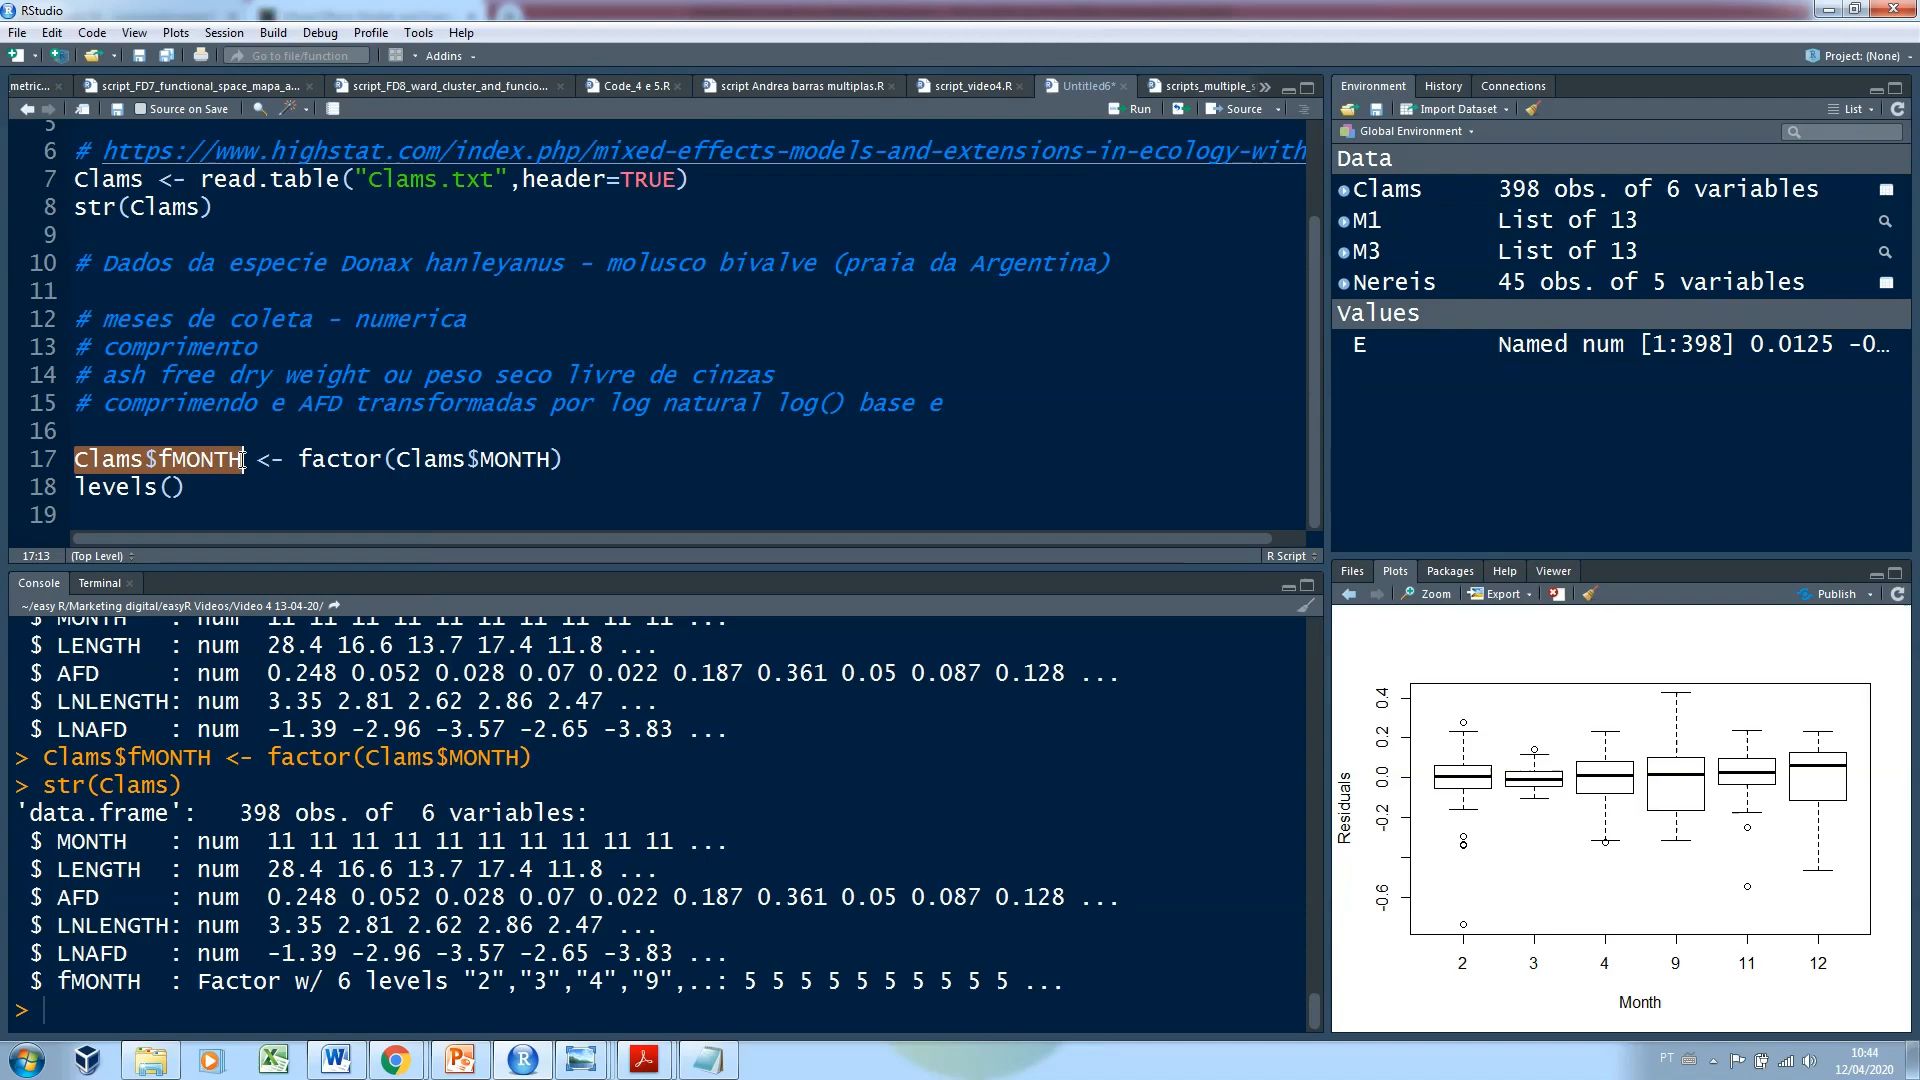 RStudio
File Edit Code View Plots Session Build Debug Profile Tools Help
Go to file/function Addins
Project: (None)
metric... script_FD7_functional_space_mapa_a... script_FD8_ward_cluster_and_funcio... Code_4 e 5.R script Andrea barras multiplas.R script_video4.R Untitled6* scripts_multiple_s
Source on Save Run Source
5
6 # https://www.highstat.com/index.php/mixed-effects-models-and-extensions-in-ecology-with
7 Clams <- read.table("Clams.txt",header=TRUE)
8 str(Clams)
9
10 # Dados da especie Donax hanleyanus - molusco bivalve (praia da Argentina)
11
12 # meses de coleta - numerica
13 # comprimento
14 # ash free dry weight ou peso seco livre de cinzas
15 # comprimendo e AFD transformadas por log natural log() base e
16
17 Clams$fMONTH <- factor(Clams$MONTH)
18 levels()
19
17:13 (Top Level) R Script
Console Terminal
~/easy R/Marketing digital/easyR Videos/Video 4 13-04-20/
$ MONTH : num 11 11 11 11 11 11 11 11 11 11 ...
$ LENGTH : num 28.4 16.6 13.7 17.4 11.8 ...
$ AFD : num 0.248 0.052 0.028 0.07 0.022 0.187 0.361 0.05 0.087 0.128 ...
$ LNLENGTH: num 3.35 2.81 2.62 2.86 2.47 ...
$ LNAFD : num -1.39 -2.96 -3.57 -2.65 -3.83 ...
> Clams$fMONTH <- factor(Clams$MONTH)
> str(Clams)
'data.frame': 398 obs. of 6 variables:
$ MONTH : num 11 11 11 11 11 11 11 11 11 11 ...
$ LENGTH : num 28.4 16.6 13.7 17.4 11.8 ...
$ AFD : num 0.248 0.052 0.028 0.07 0.022 0.187 0.361 0.05 0.087 0.128 ...
$ LNLENGTH: num 3.35 2.81 2.62 2.86 2.47 ...
$ LNAFD : num -1.39 -2.96 -3.57 -2.65 -3.83 ...
$ fMONTH : Factor w/ 6 levels "2","3","4","9",..: 5 5 5 5 5 5 5 5 5 5 ...
>
Environment History Connections
Import Dataset List
Global Environment
Data
Clams 398 obs. of 6 variables
M1 List of 13
M3 List of 13
Nereis 45 obs. of 5 variables
Values
E Named num [1:398] 0.0125 -0...
Files Plots Packages Help Viewer
Zoom Export Publish
Residuals
0.4
0.2
0.0
-0.2
-0.6
2 3 4 9 11 12
Month
PT
10:44
12/04/2020